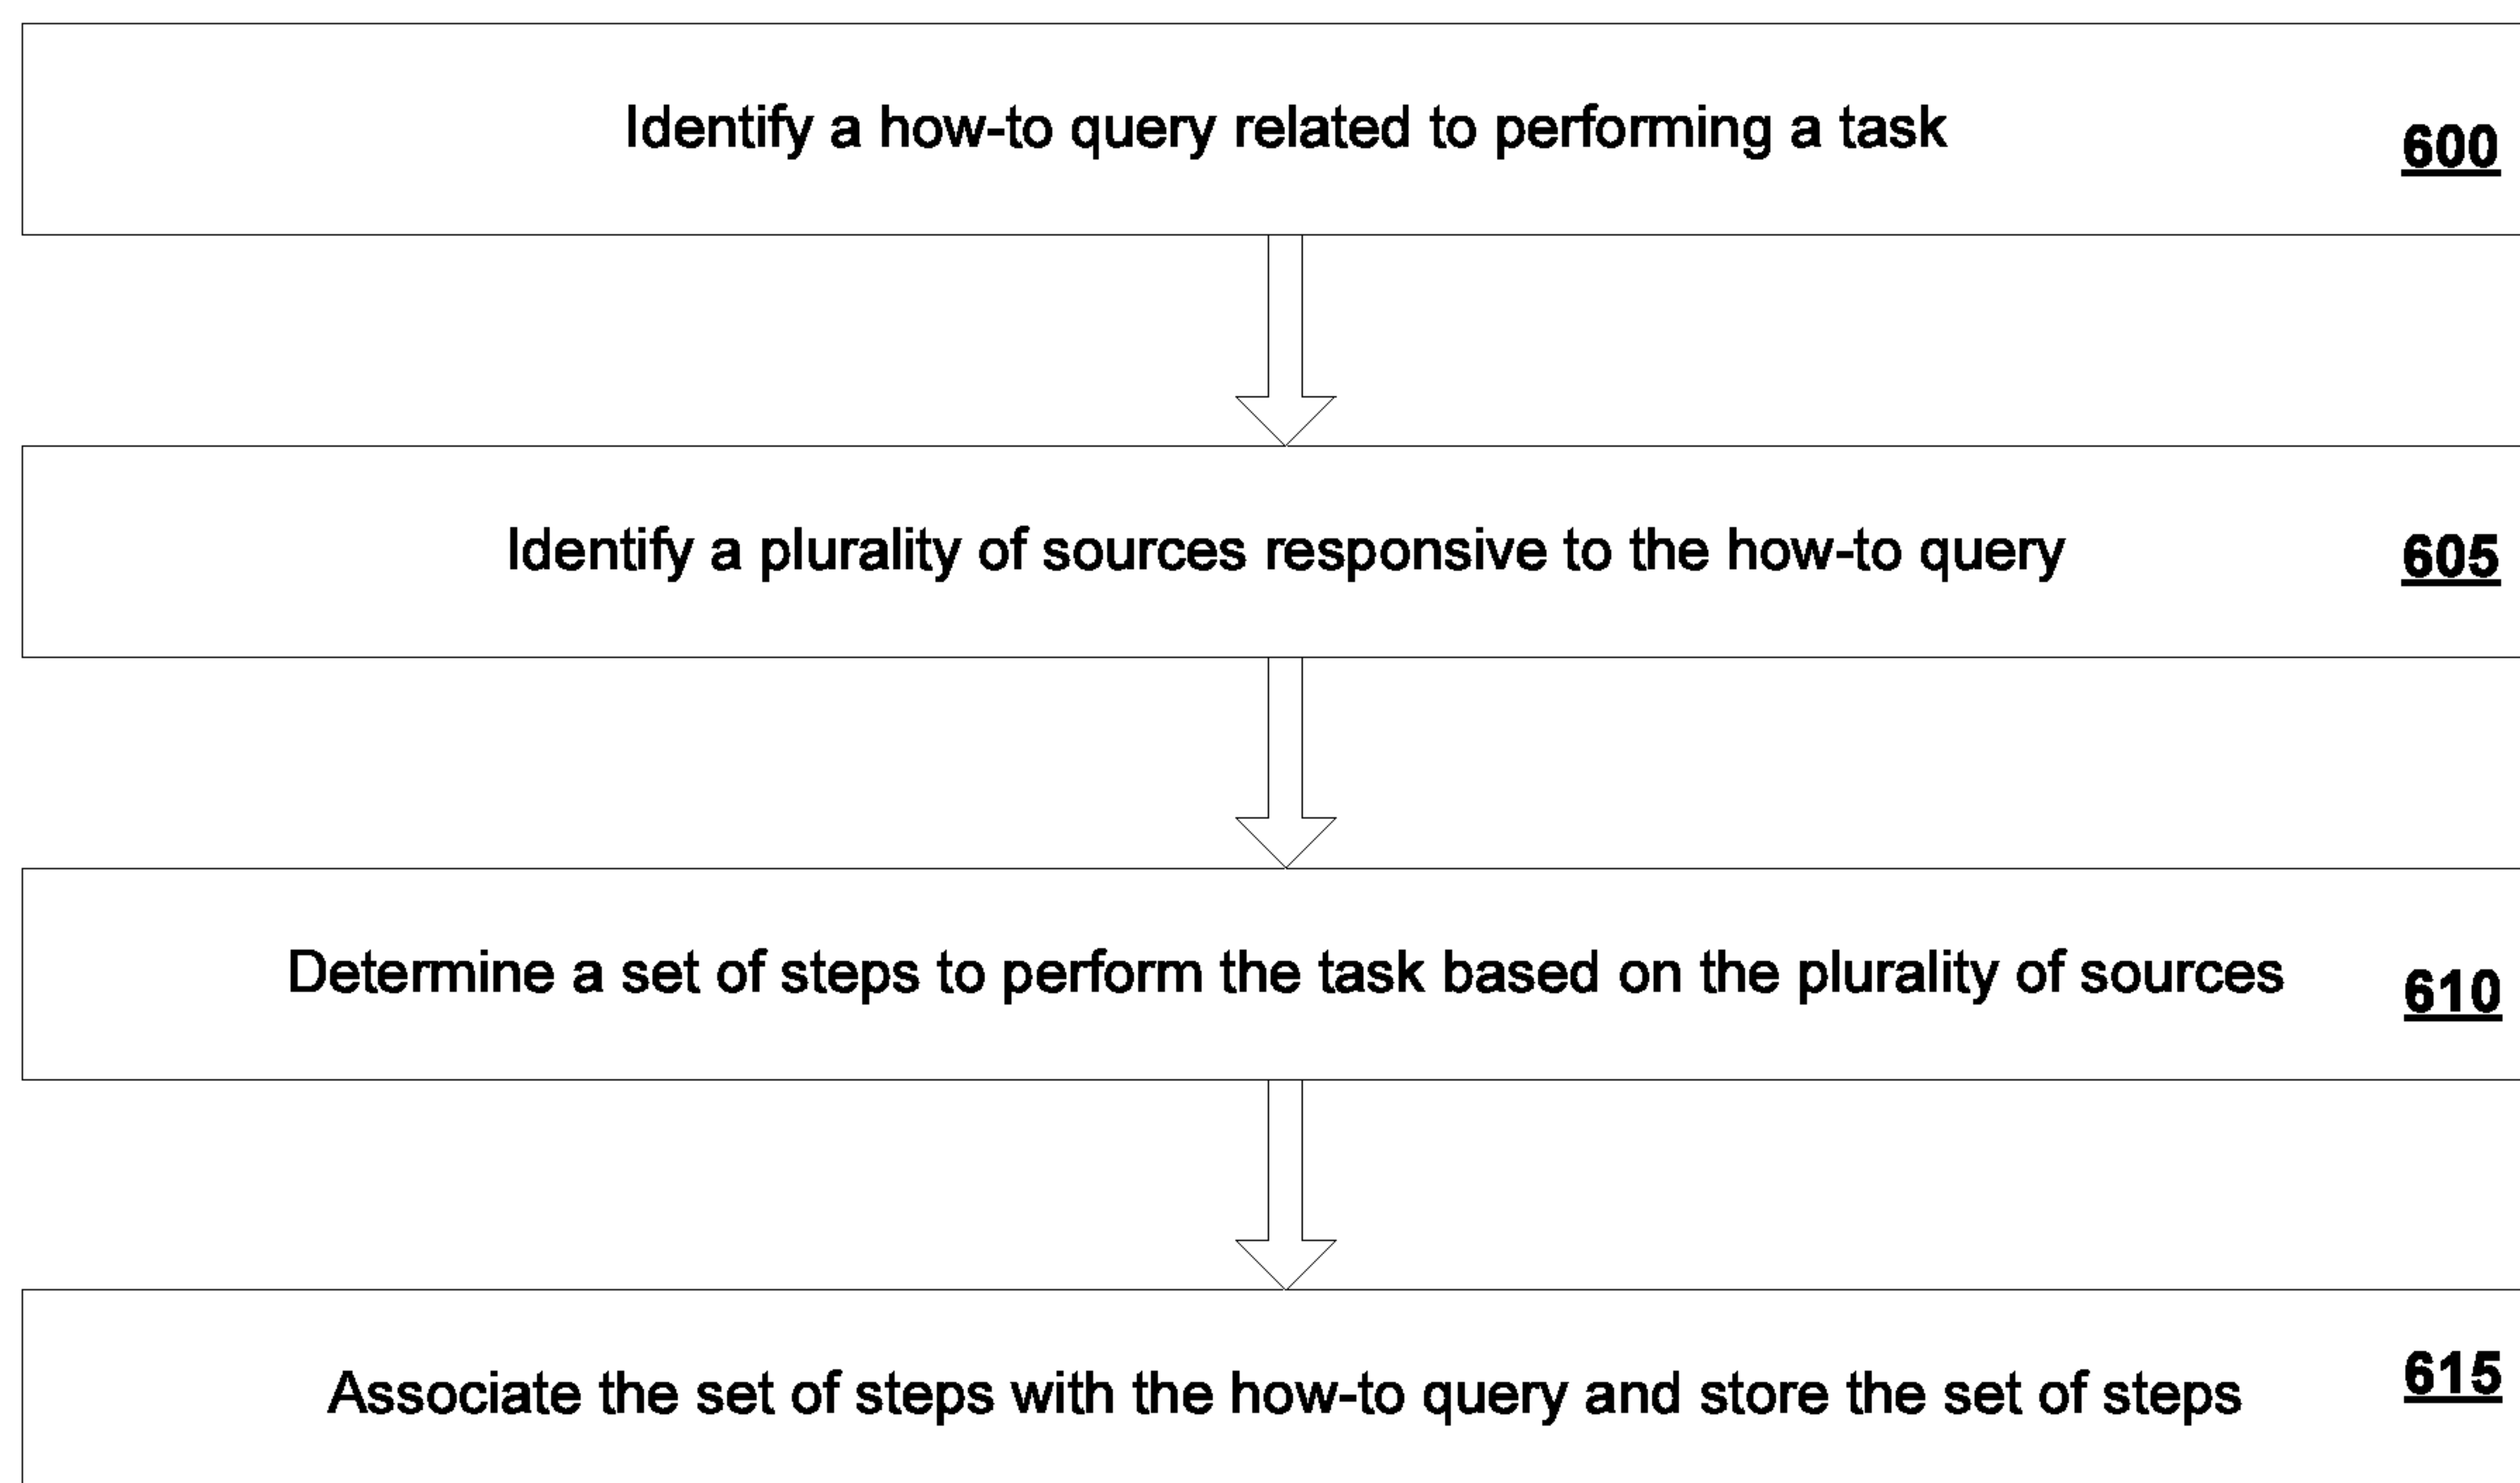 Identify a how-to query related to performing a task
600
Identify a plurality of sources responsive to the how-to query
605
Determine a set of steps to perform the task based on the plurality of sources
610
Associate the set of steps with the how-to query and store the set of steps
615